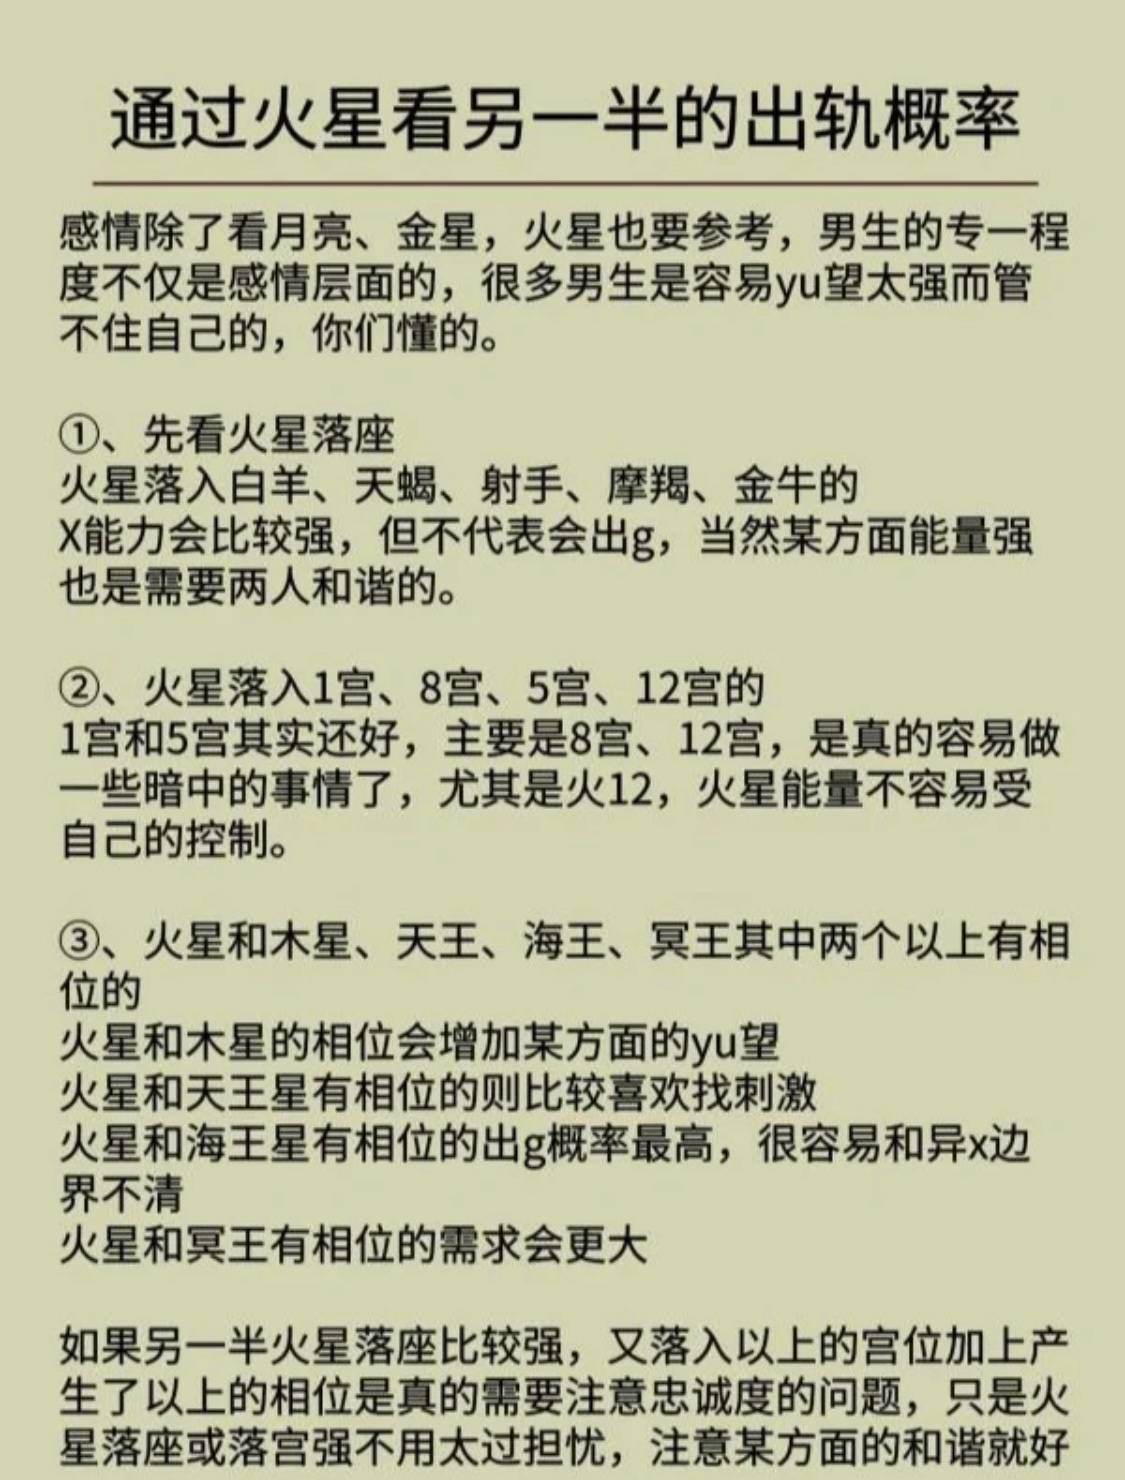 通过火星看另一半的出轨概率
感情除了看月亮、金星，火星也要参考，男生的专一程
度不仅是感情层面的，很多男生是容易yu望太强而管
不住自己的，你们懂的。
①、先看火星落座
火星落入白羊、天蝎、射手、摩羯、金牛的
X能力会比较强，但不代表会出g，当然某方面能量强
也是需要两人和谐的。
②、火星落入1宫、8宫、5宫、12宫的
1宫和5宫其实还好，主要是8宫、12宫，是真的容易做
一些暗中的事情了，尤其是火12，火星能量不容易受
自己的控制。
③、火星和木星、天王、海王、冥王其中两个以上有相
位的
火星和木星的相位会增加某方面的yu望
火星和天王星有相位的则比较喜欢找刺激
火星和海王星有相位的出g概率最高，很容易和异x边
界不清
火星和冥王有相位的需求会更大
如果另一半火星落座比较强，又落入以上的宫位加上产
生了以上的相位是真的需要注意忠诚度的问题，只是火
星落座或落宫强不用太过担忧，注意某方面的和谐就好